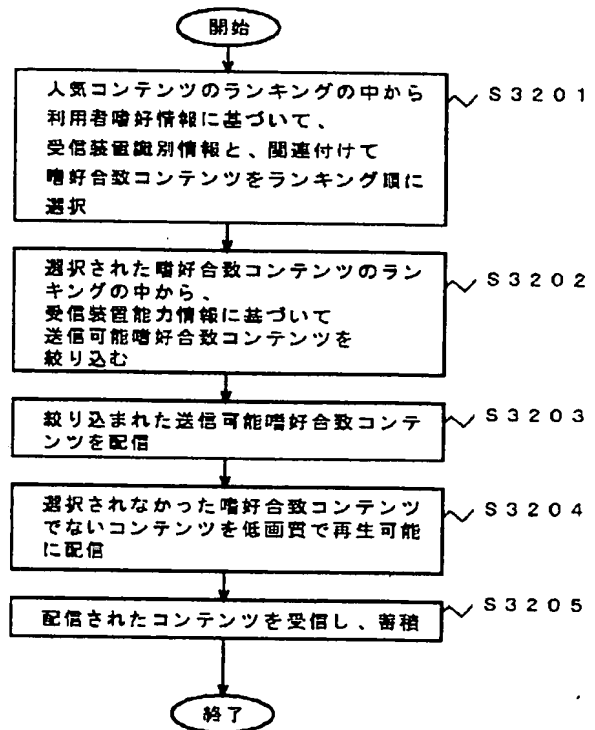 開始
人気コンテンツのランキングの中から
利用者嗜好情報に基づいて、
受信装置識別情報と、関連付けて
嗜好合致コンテンツをランキング順に
選択
S3201
選択された嗜好合致コンテンツのラン
キングの中から、
受信装置能力情報に基づいて
送信可能嗜好合致コンテンツを
絞り込む
S3202
絞り込まれた送信可能嗜好合致コンテ
ンツを配信
S3203
選択されなかった嗜好合致コンテンツ
でないコンテンツを低画質で再生可能
に配信
S3204
配信されたコンテンツを受信し、蓄積
S3205
終了